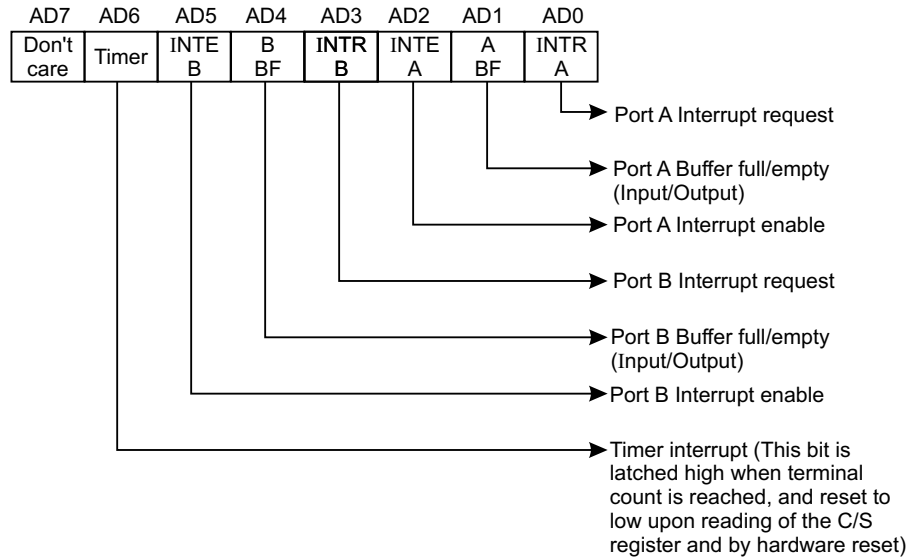 AD7 AD6 AD5 AD4 AD3 AD2 AD1 AD0
Don't care Timer INTE B B BF INTR B INTE A A BF INTR A
Port A Interrupt request
Port A Buffer full/empty
(Input/Output)
Port A Interrupt enable
Port B Interrupt request
Port B Buffer full/empty
(Input/Output)
Port B Interrupt enable
Timer interrupt (This bit is
latched high when terminal
count is reached, and reset to
low upon reading of the C/S
register and by hardware reset)